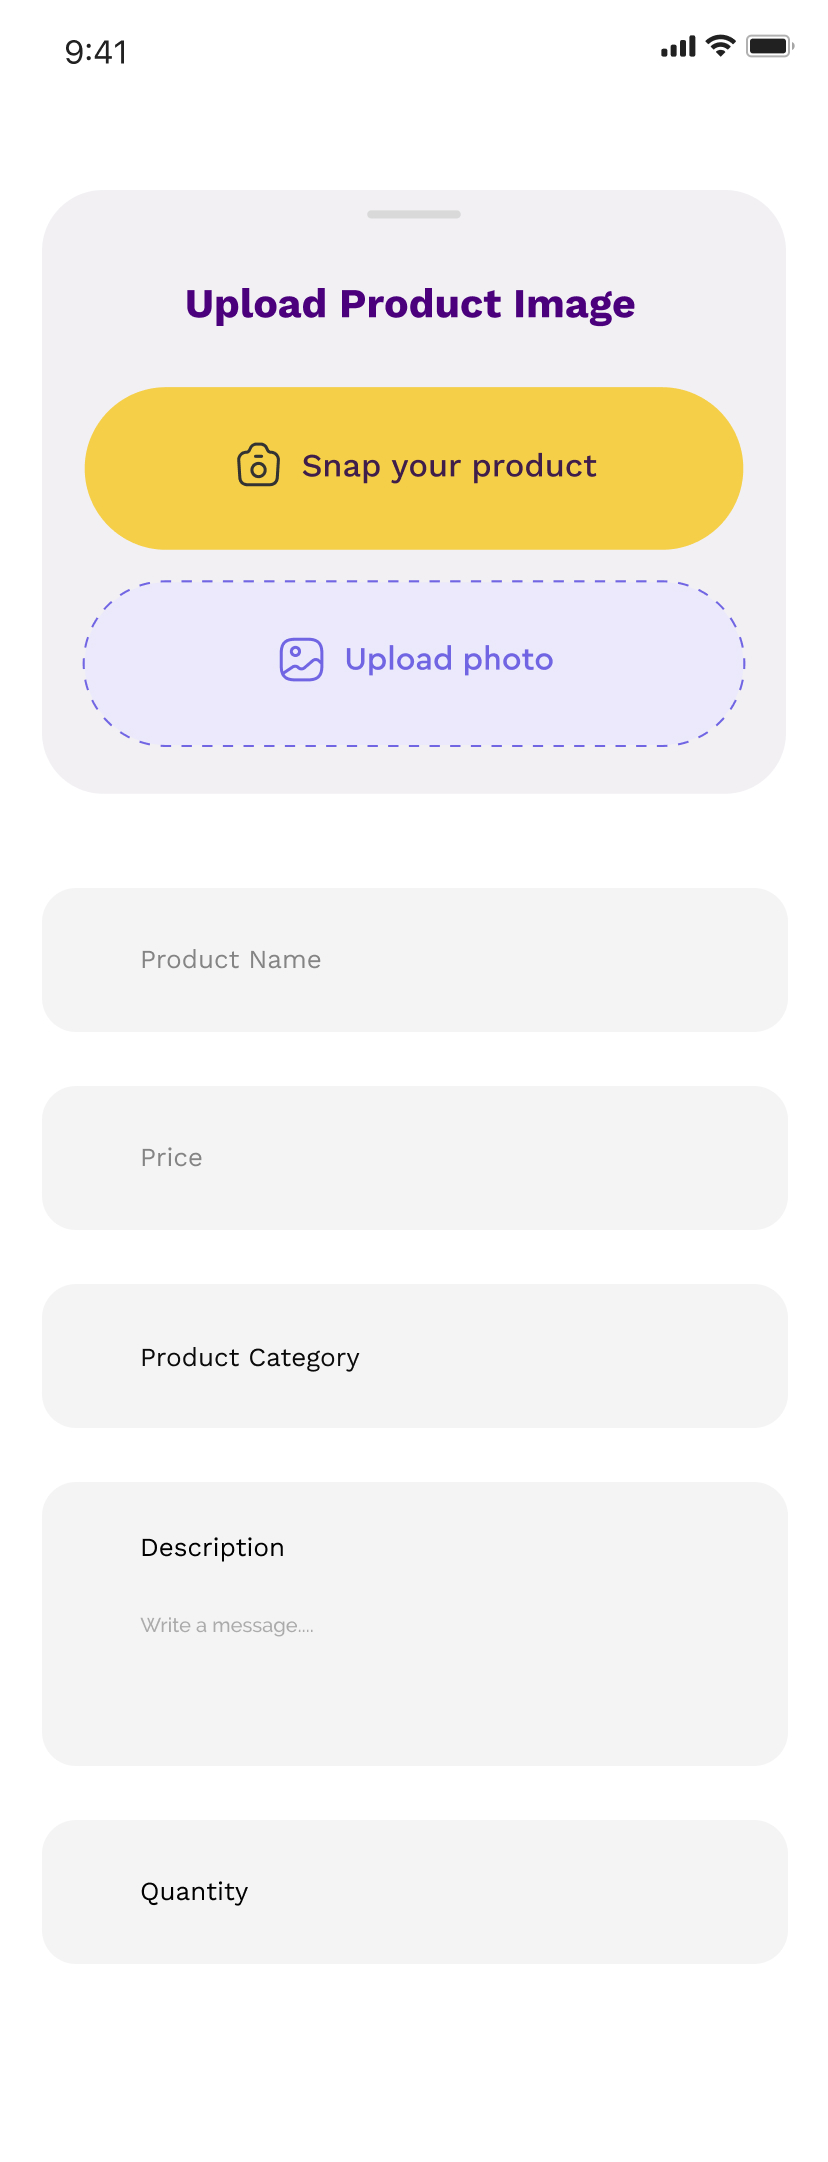 9:41
Upload Product Image
Snap your product
Upload photo
Product Name
Price
Product Category
Description
Write a message....
Quantity